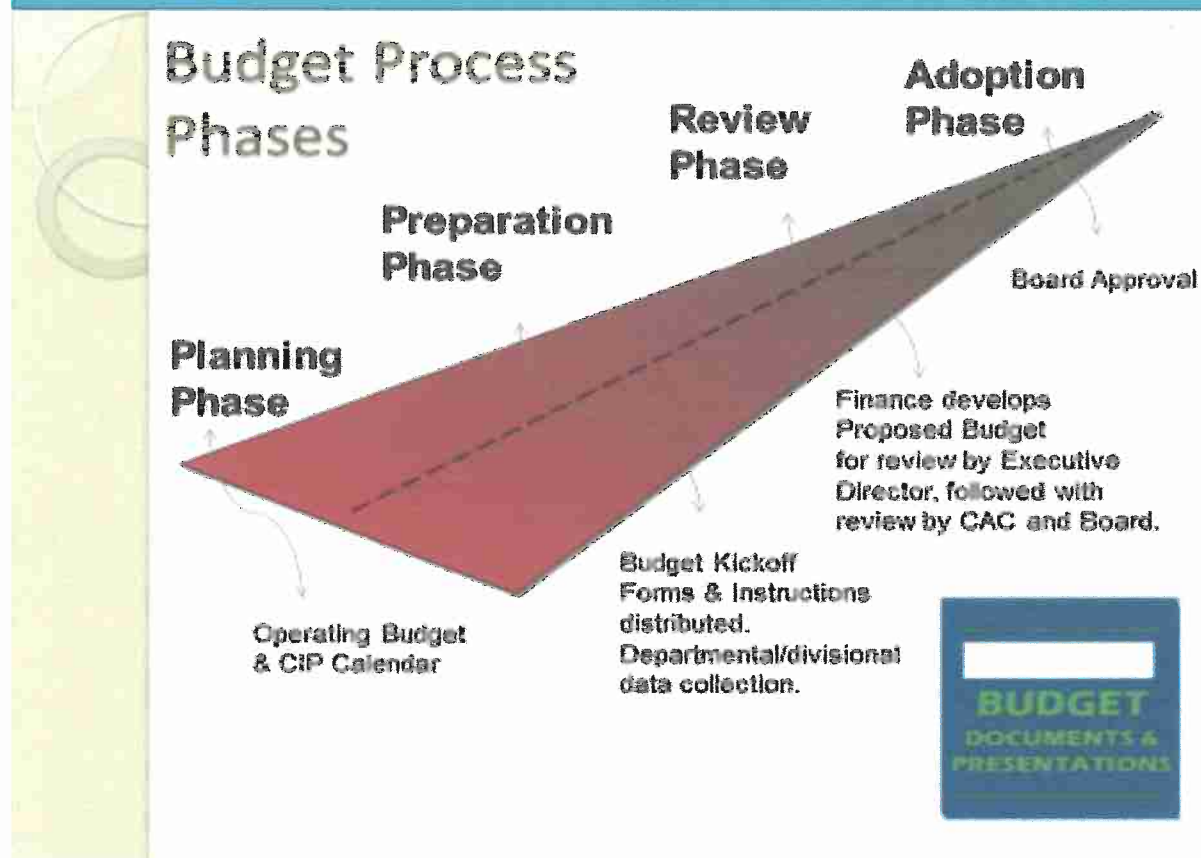 Budget Process
Phases
Planning
Phase
Preparation
Phase
Review
Phase
Adoption
Phase
Operating Budget
& CIP Calendar
Budget Kickoff
Forms & Instructions
distributed.
Departmental/divisional
data collection.
Finance develops
Proposed Budget
for review by Executive
Director, followed with
review by CAC and Board.
Board Approval
BUDGET
DOCUMENTS &
PRESENTATIONS